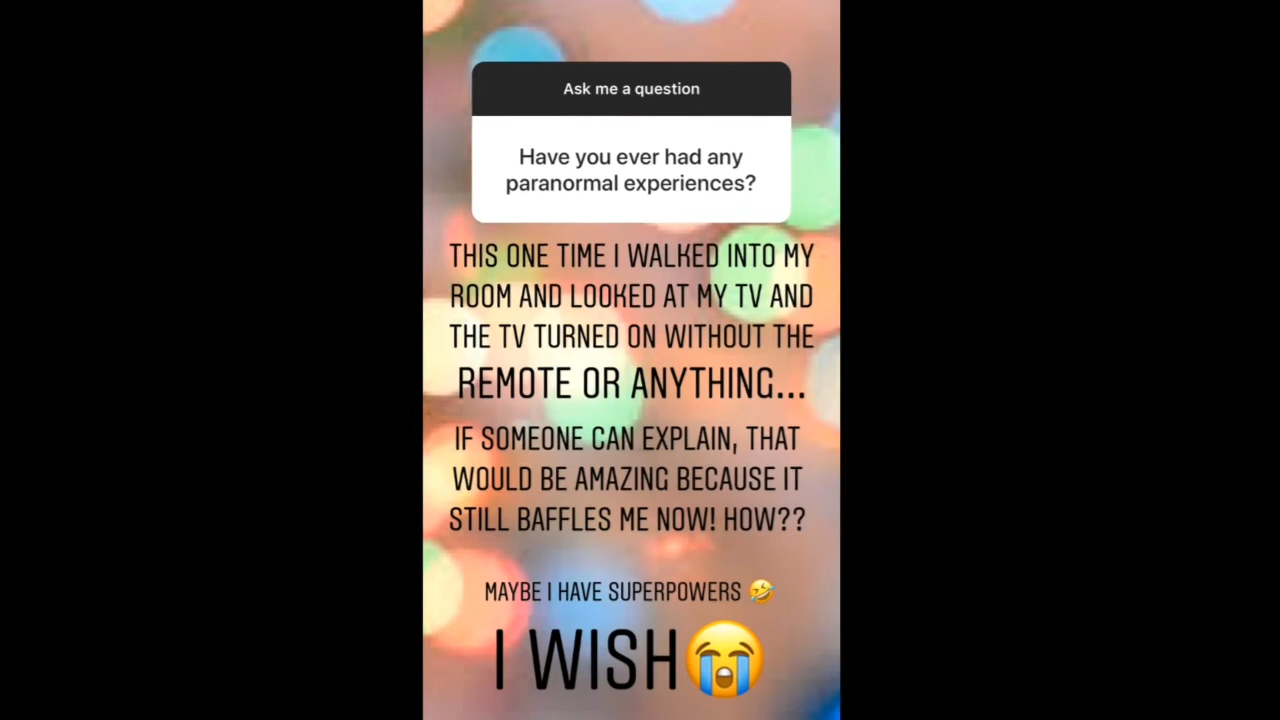 Ask me a question
Have you ever had any
paranormal experiences?
THIS ONE TIME I WALKED INTO MY
ROOM AND LOOKED AT MY TV AND
THE TV TURNED ON WITHOUT THE
REMOTE OR ANYTHING...
IF SOMEONE CAN EXPLAIN, THAT
WOULD BE AMAZING BECAUSE IT
STILL BAFFLES ME NOW! HOW??
MAYBE I HAVE SUPERPOWERS 🤣
I WISH😭